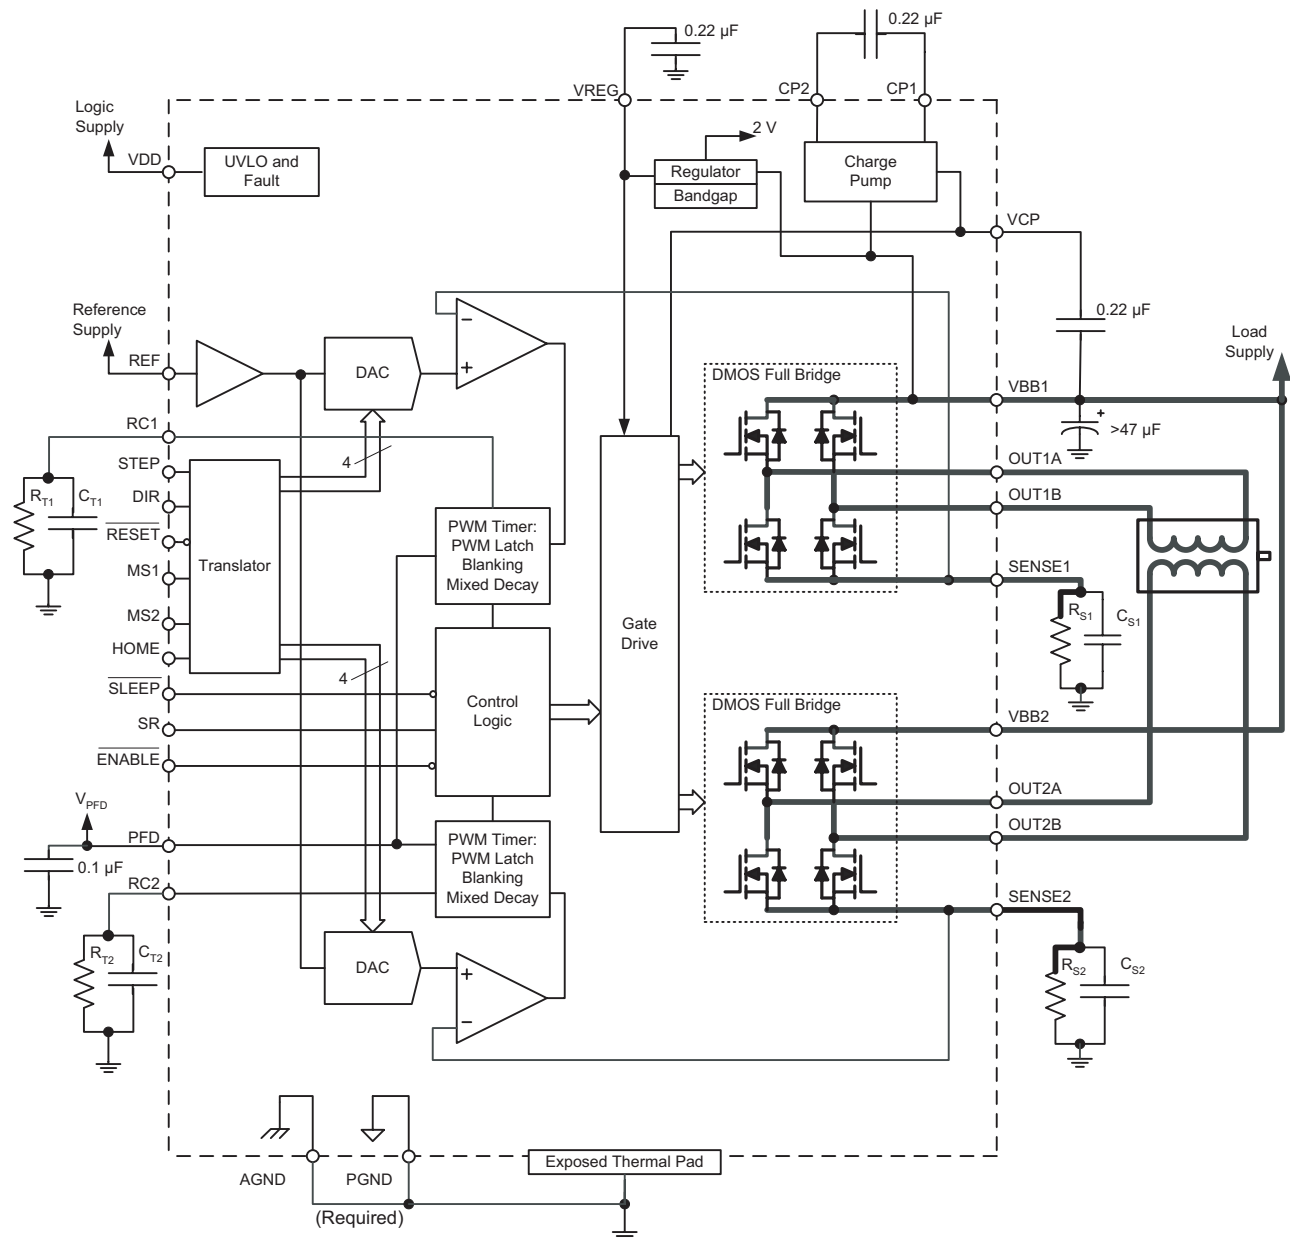 0.22 µF
0.22 µF
VREG
CP2
CP1
Logic
Supply
VDD
UVLO and
Fault
2 V
Regulator
Bandgap
Charge
Pump
VCP
Reference
Supply
REF
DAC
−
+
0.22 µF
Load
Supply
DMOS Full Bridge
VBB1
+
>47 µF
RC1
4
STEP
DIR
RESET
MS1
MS2
HOME
SLEEP
SR
ENABLE
RT1
CT1
Translator
4
PWM Timer:
PWM Latch
Blanking
Mixed Decay
Control
Logic
Gate
Drive
OUT1A
OUT1B
SENSE1
RS1
CS1
DMOS Full Bridge
VBB2
OUT2A
OUT2B
SENSE2
RS2
CS2
VPFD
PFD
0.1 µF
RC2
PWM Timer:
PWM Latch
Blanking
Mixed Decay
RT2
CT2
DAC
+
−
AGND
PGND
Exposed Thermal Pad
(Required)